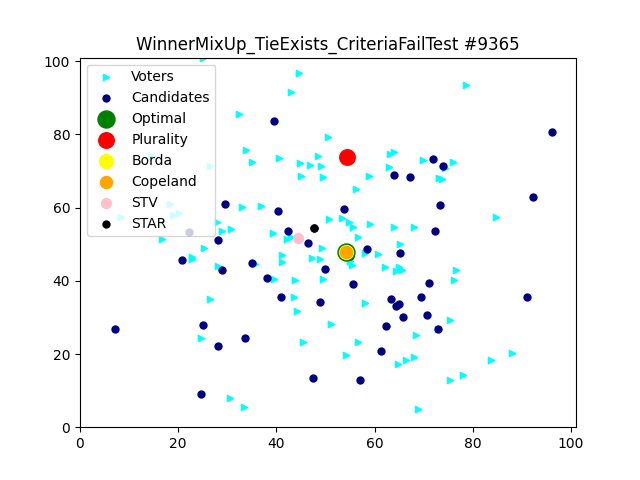 WinnerMixUp_TieExists_CriteriaFailTest #9365
100
80
60
40
20
0
Voters
Candidates
Optimal
Plurality
Borda
Copeland
STV
STAR
0 20 40 60 80 100